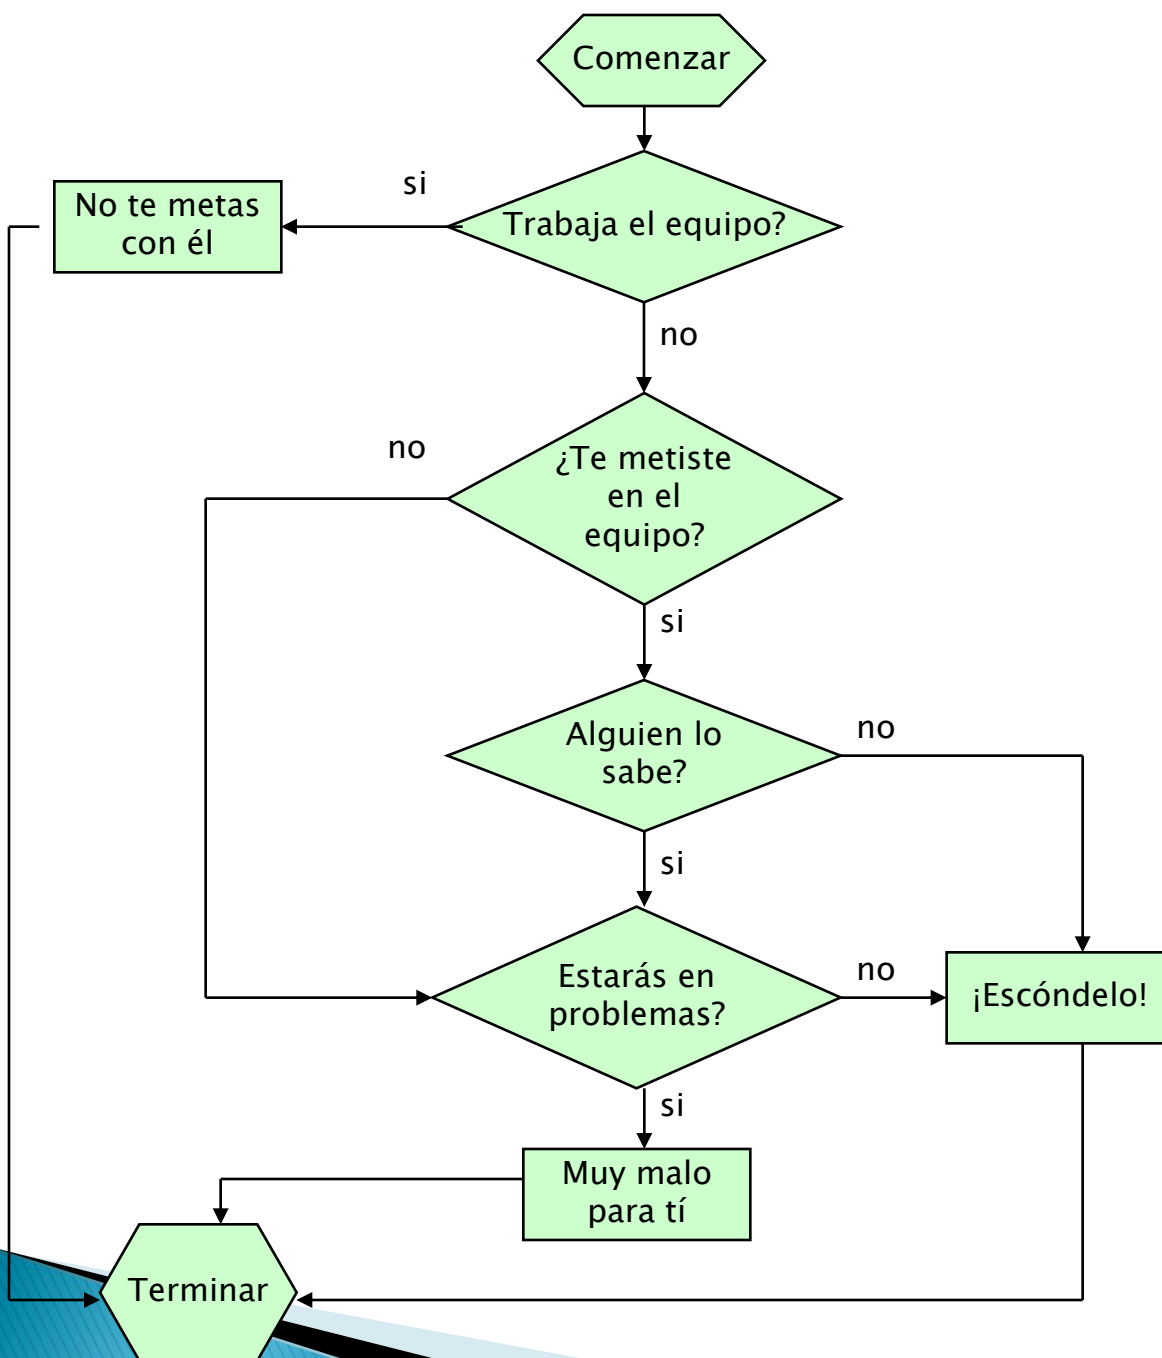 Comenzar
si
Trabaja el equipo?
No te metas
con él
no
no
¿Te metiste
en el
equipo?
si
Alguien lo
sabe?
no
si
Estarás en
problemas?
no
¡Escóndelo!
si
Muy malo
para tí
Terminar